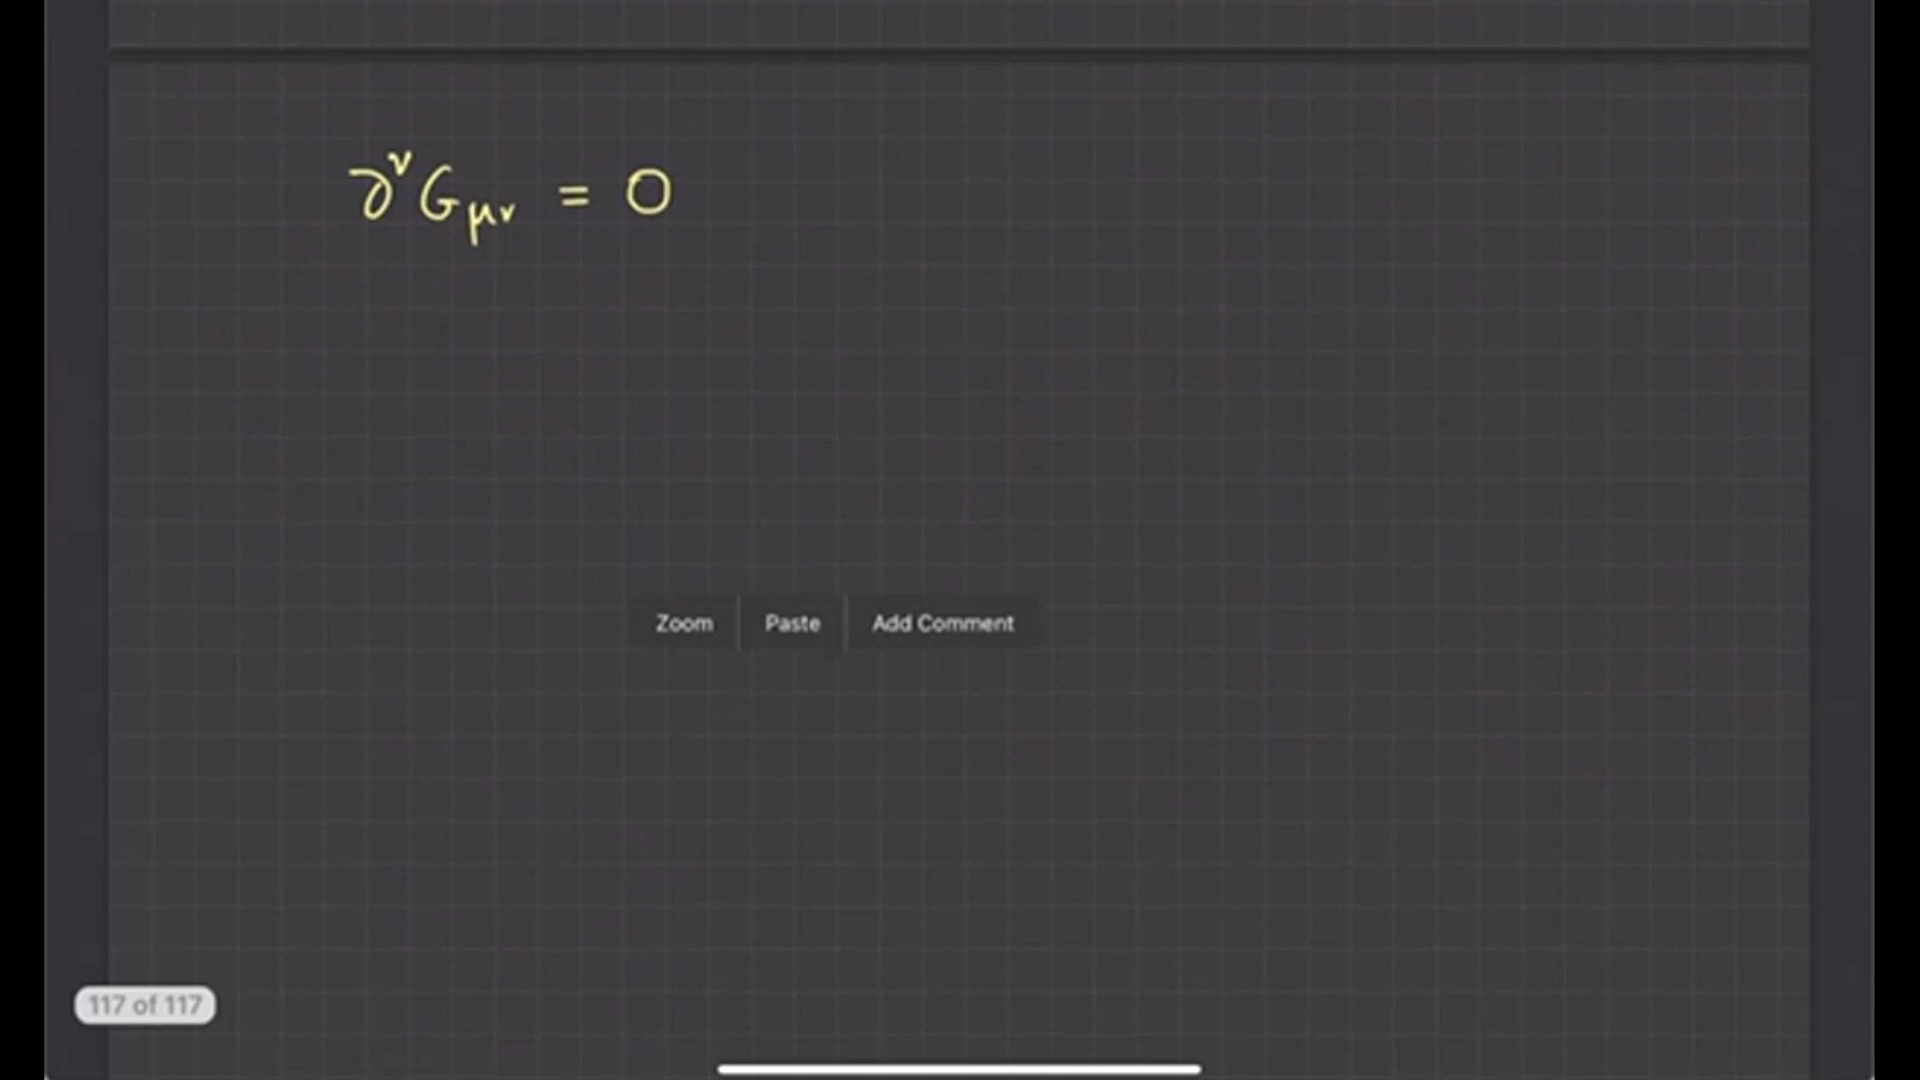 ∂^ν G_μν = 0
Zoom Paste Add Comment
117 of 117